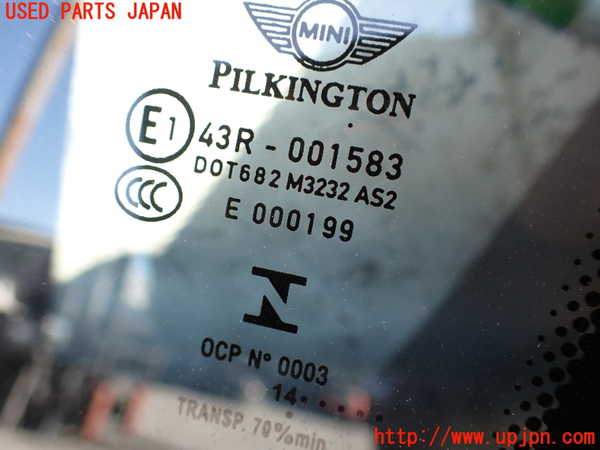 USED PARTS JAPAN
MINI
PILKINGTON
E1
43R - 001583
DOT682 M3232 AS2
CCC
E 000199
OCP Nº 0003
14•••••
TRANSP. 70% min.
http://www.upjpn.com